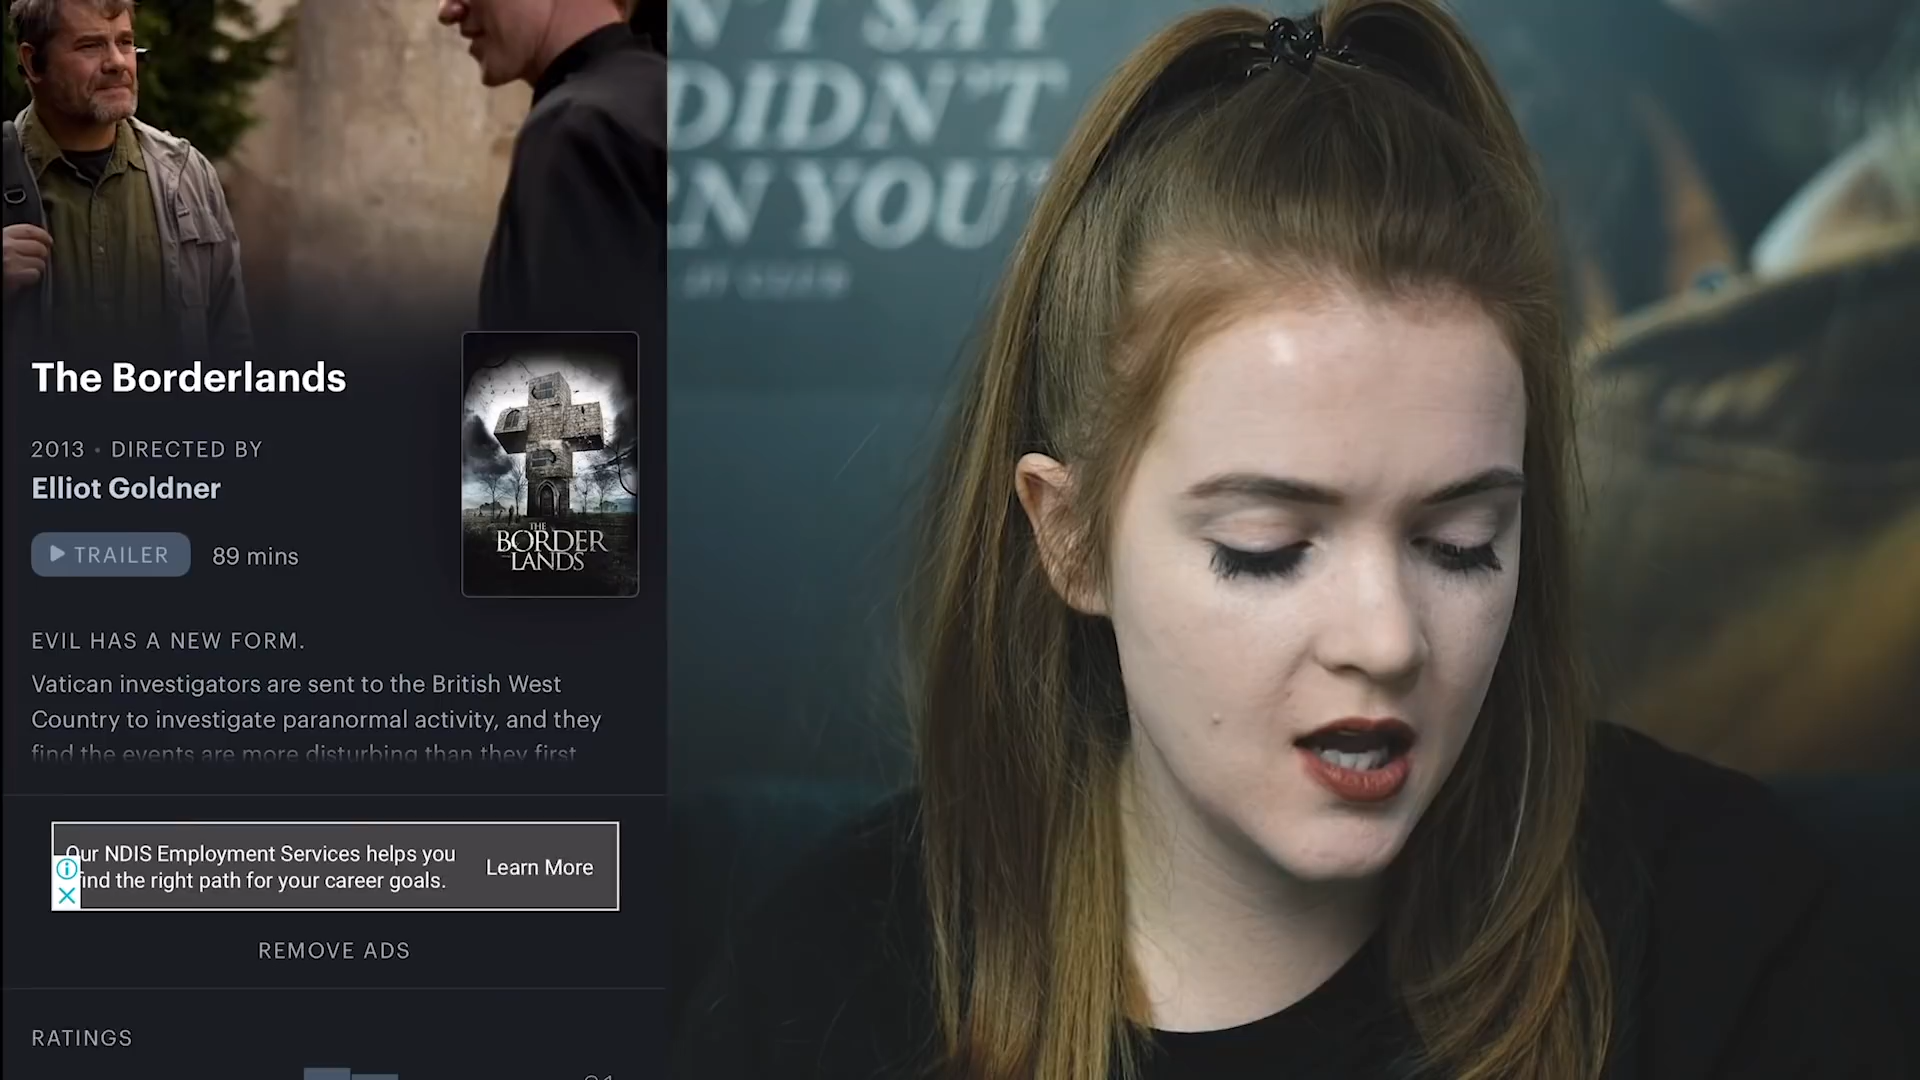 The Borderlands
2013 • DIRECTED BY
Elliot Goldner
TRAILER
89 mins
THE
BORDER
LANDS
EVIL HAS A NEW FORM.
Vatican investigators are sent to the British West
Country to investigate paranormal activity, and they
find the events are more disturbing than they first
Our NDIS Employment Services helps you
find the right path for your career goals.
Learn More
REMOVE ADS
RATINGS
N'T SAY
DIDN'T
N YOU